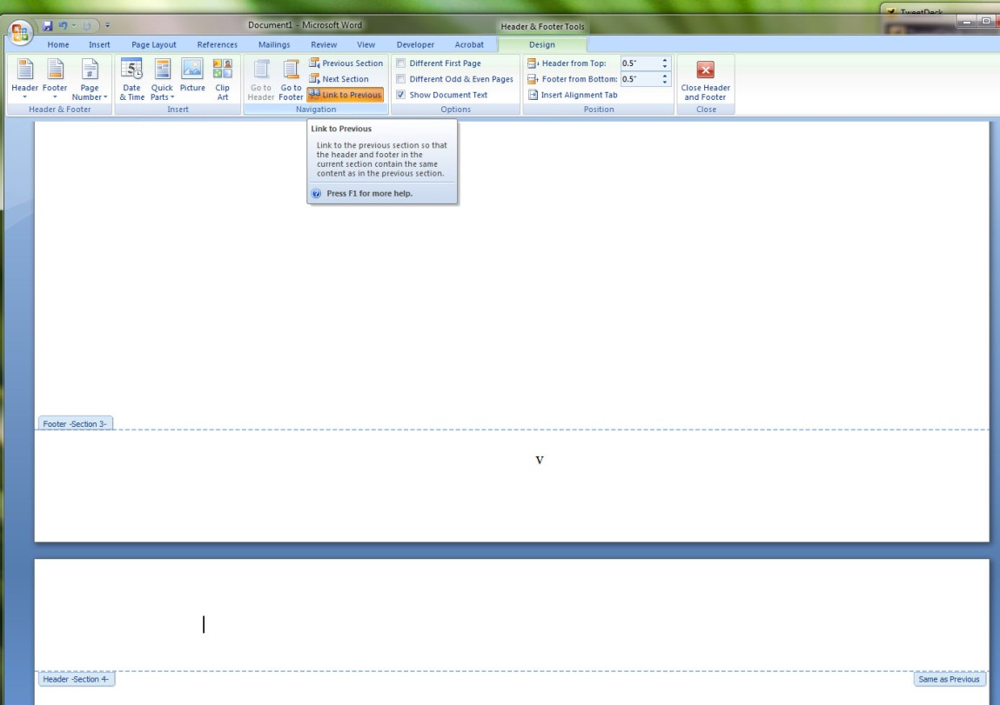 TweetDeck
Document1 - Microsoft Word
Header & Footer Tools
Home Insert Page Layout References Mailings Review View Developer Acrobat Design
Header
Footer
Page
Number
Header & Footer
5
Date
& Time
Quick
Parts
Picture
Clip
Art
Insert
Go to
Header
Go to
Footer
Previous Section
Next Section
Link to Previous
Navigation
Different First Page
Different Odd & Even Pages
Show Document Text
Options
Header from Top: 0.5"
Footer from Bottom: 0.5"
Insert Alignment Tab
Position
Close Header
and Footer
Close
Link to Previous
Link to the previous section so that
the header and footer in the
current section contain the same
content as in the previous section.
Press F1 for more help.
Footer -Section 3-
v
Header -Section 4-
Same as Previous